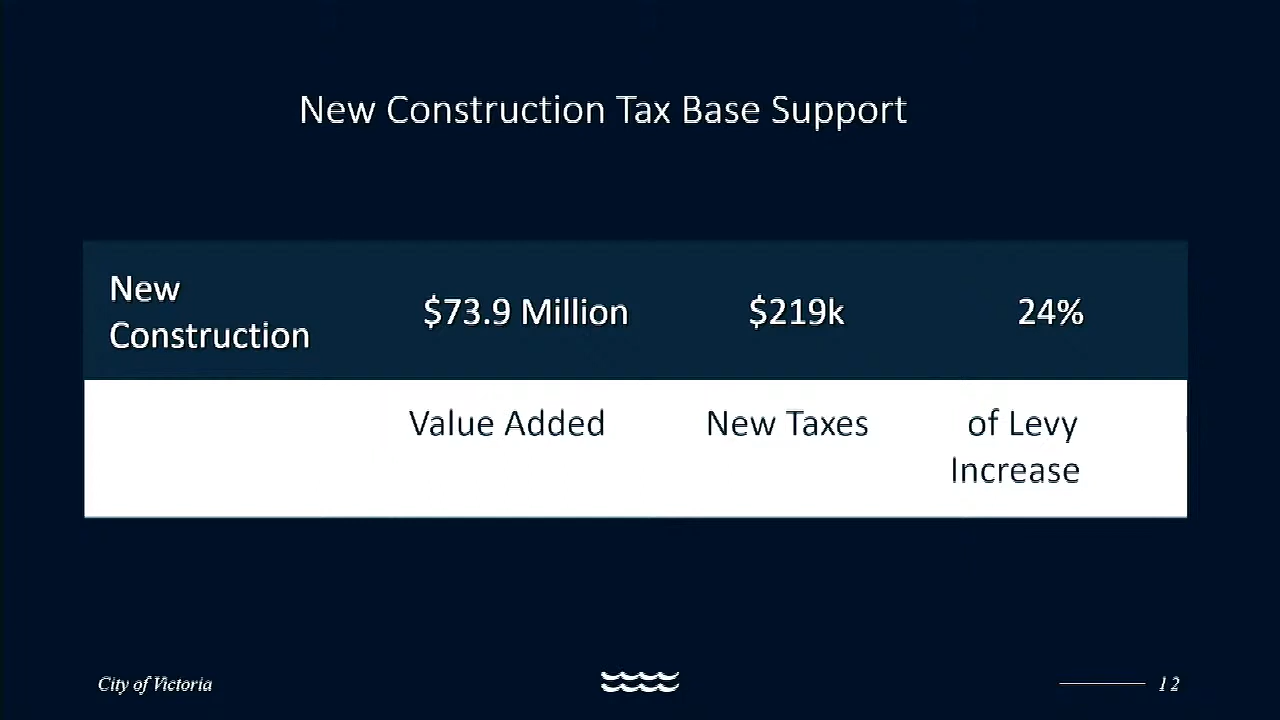 New Construction Tax Base Support
New
Construction
$73.9 Million
$219k
24%
Value Added
New Taxes
of Levy
Increase
City of Victoria
12